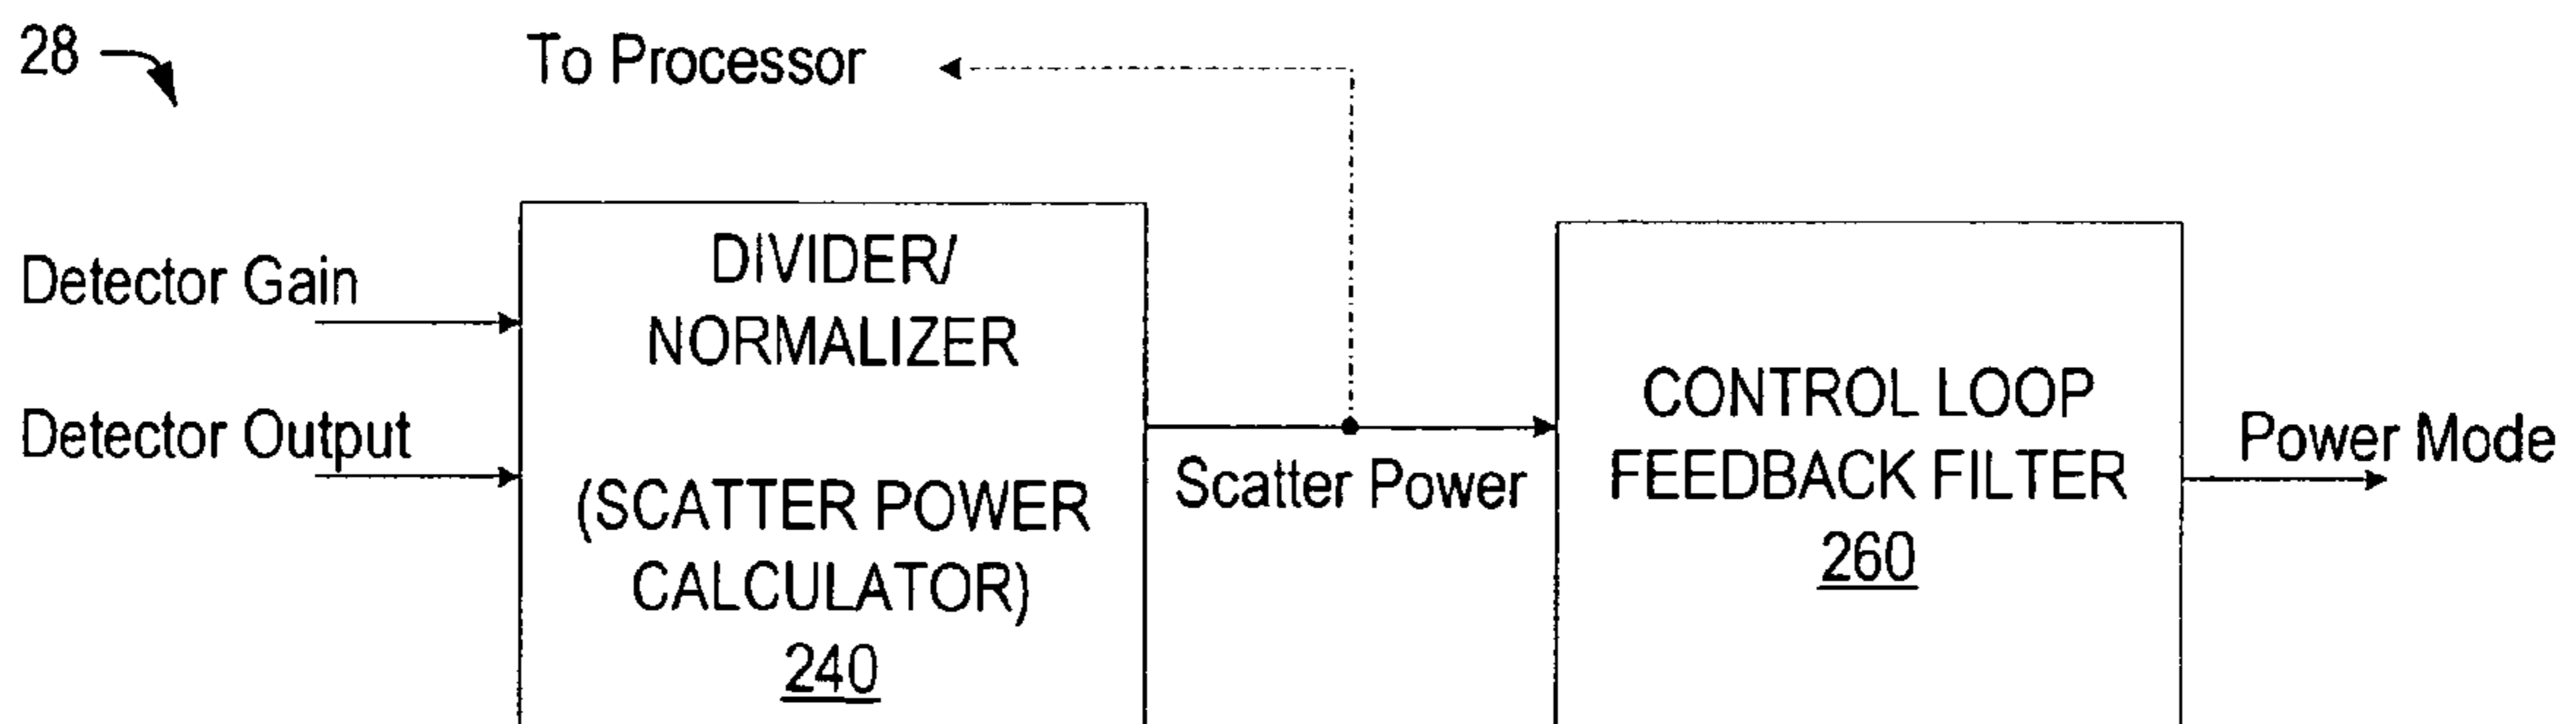 28
To Processor
Detector Gain
Detector Output
DIVIDER/
NORMALIZER
(SCATTER POWER
CALCULATOR)
240
Scatter Power
CONTROL LOOP
FEEDBACK FILTER
260
Power Mode